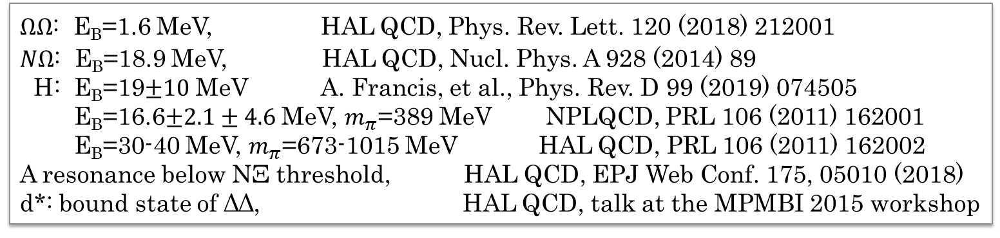 ΩΩ: E_B=1.6 MeV, HAL QCD, Phys. Rev. Lett. 120 (2018) 212001
NΩ: E_B=18.9 MeV, HAL QCD, Nucl. Phys. A 928 (2014) 89
H: E_B=19±10 MeV A. Francis, et al., Phys. Rev. D 99 (2019) 074505
E_B=16.6±2.1 ± 4.6 MeV, m_π=389 MeV NPLQCD, PRL 106 (2011) 162001
E_B=30-40 MeV, m_π=673-1015 MeV HAL QCD, PRL 106 (2011) 162002
A resonance below NΞ threshold, HAL QCD, EPJ Web Conf. 175, 05010 (2018)
d*: bound state of ΔΔ, HAL QCD, talk at the MPMBI 2015 workshop